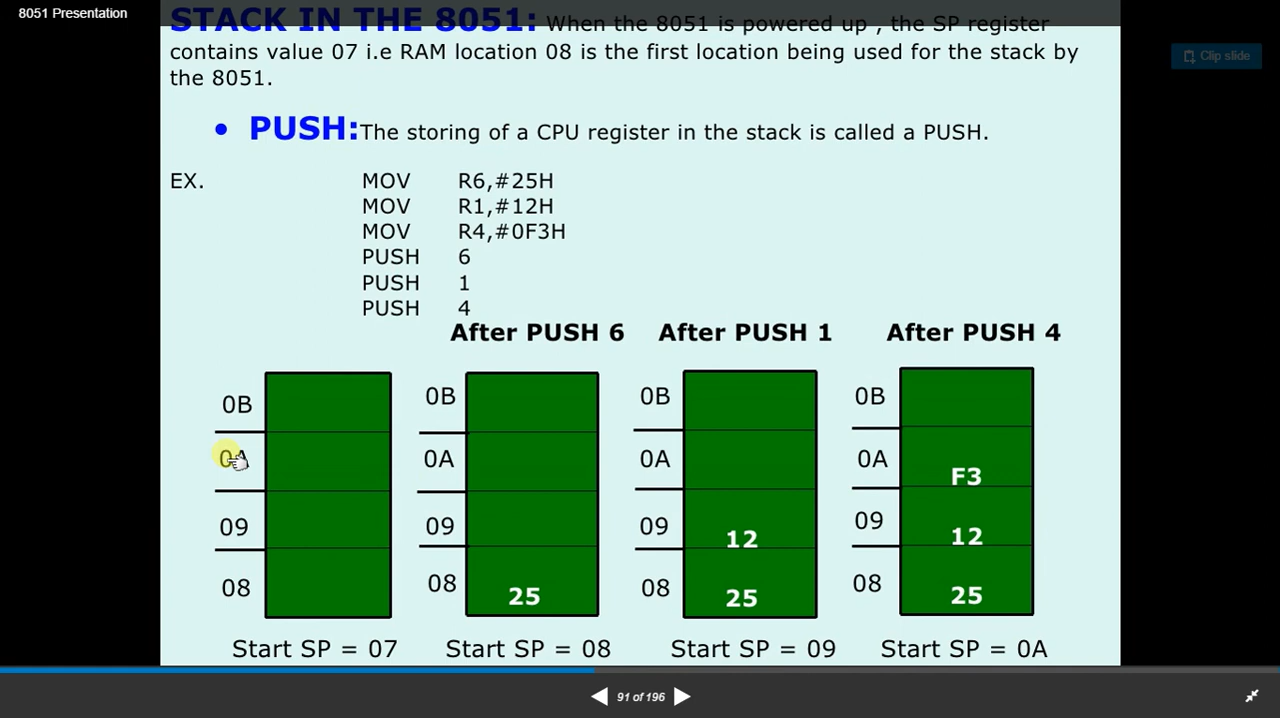 8051 Presentation
STACK IN THE 8051: When the 8051 is powered up , the SP register
contains value 07 i.e RAM location 08 is the first location being used for the stack by
the 8051.
Clip slide
• PUSH:The storing of a CPU register in the stack is called a PUSH.
EX. MOV R6,#25H
MOV R1,#12H
MOV R4,#0F3H
PUSH 6
PUSH 1
PUSH 4
After PUSH 6 After PUSH 1 After PUSH 4
0B 0B 0B 0B
0A 0A 0A 0A F3
09 09 09 12 09 12
08 08 25 08 25 08 25
Start SP = 07 Start SP = 08 Start SP = 09 Start SP = 0A
91 of 196